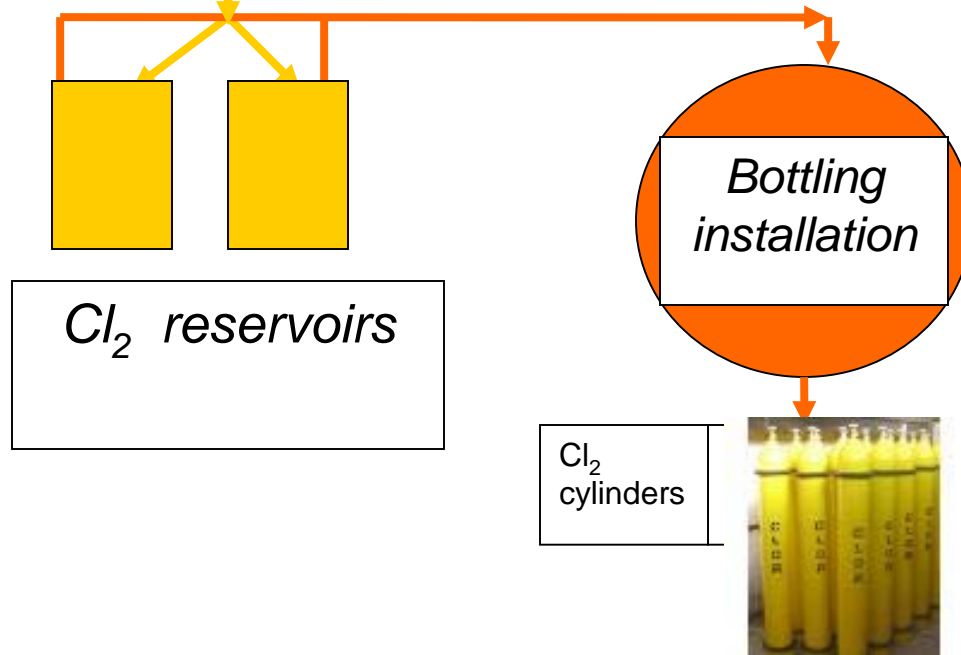 Bottling
installation
Cl₂ reservoirs
Cl₂
cylinders